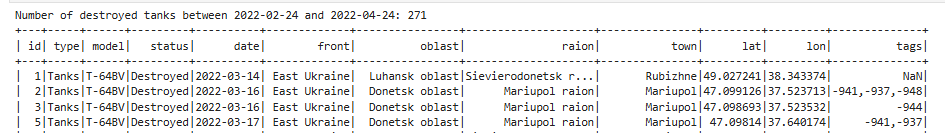 Number of destroyed tanks between 2022-02-24 and 2022-04-24: 271
+---+-----+------+---------+----------+------------+---------------+-----------------+---------+---------+---------+--------------+
| id| type| model| status| date| front| oblast| raion| town| lat| lon| tags|
+---+-----+------+---------+----------+------------+---------------+-----------------+---------+---------+---------+--------------+
| 1|Tanks|T-64BV|Destroyed|2022-03-14|East Ukraine| Luhansk oblast|Sievierodonetsk r...| Rubizhne|49.027241|38.343374| NaN|
| 2|Tanks|T-64BV|Destroyed|2022-03-16|East Ukraine| Donetsk oblast| Mariupol raion| Mariupol|47.099126|37.523713|-941,-937,-948|
| 3|Tanks|T-64BV|Destroyed|2022-03-16|East Ukraine| Donetsk oblast| Mariupol raion| Mariupol|47.098693|37.523532| -944|
| 5|Tanks|T-64BV|Destroyed|2022-03-17|East Ukraine| Donetsk oblast| Mariupol raion| Mariupol| 47.09814|37.640174| -941,-937|